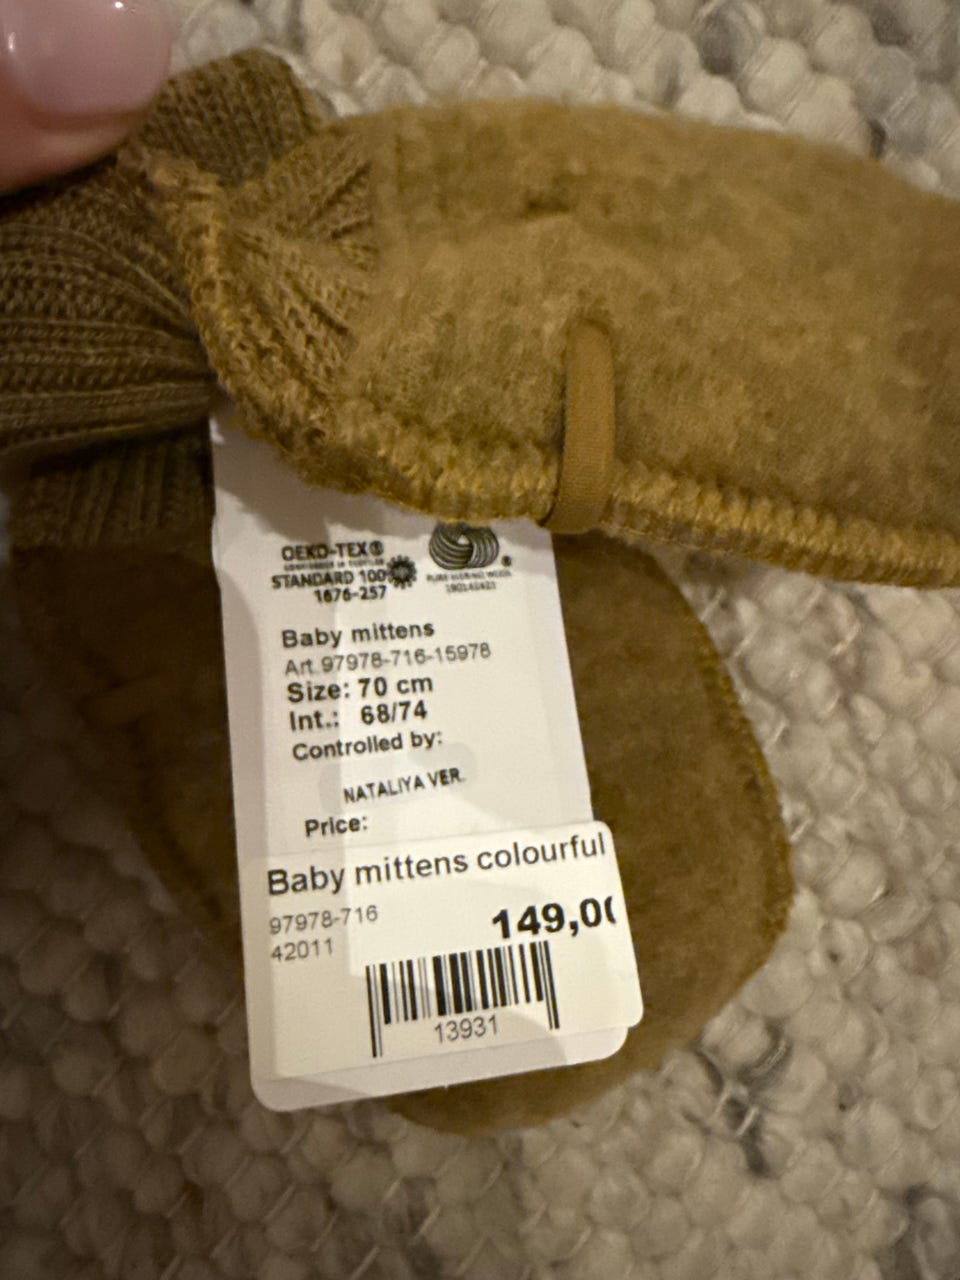 OEKO-TEX®
STANDARD 100
1676-257
PURE MERINO WOOL
Baby mittens
Art. 97978-716-15978
Size: 70 cm
Int.: 68/74
Controlled by:
NATALIYA VER.
Price:
Baby mittens colourful
97978-716
149,0
42011
13931